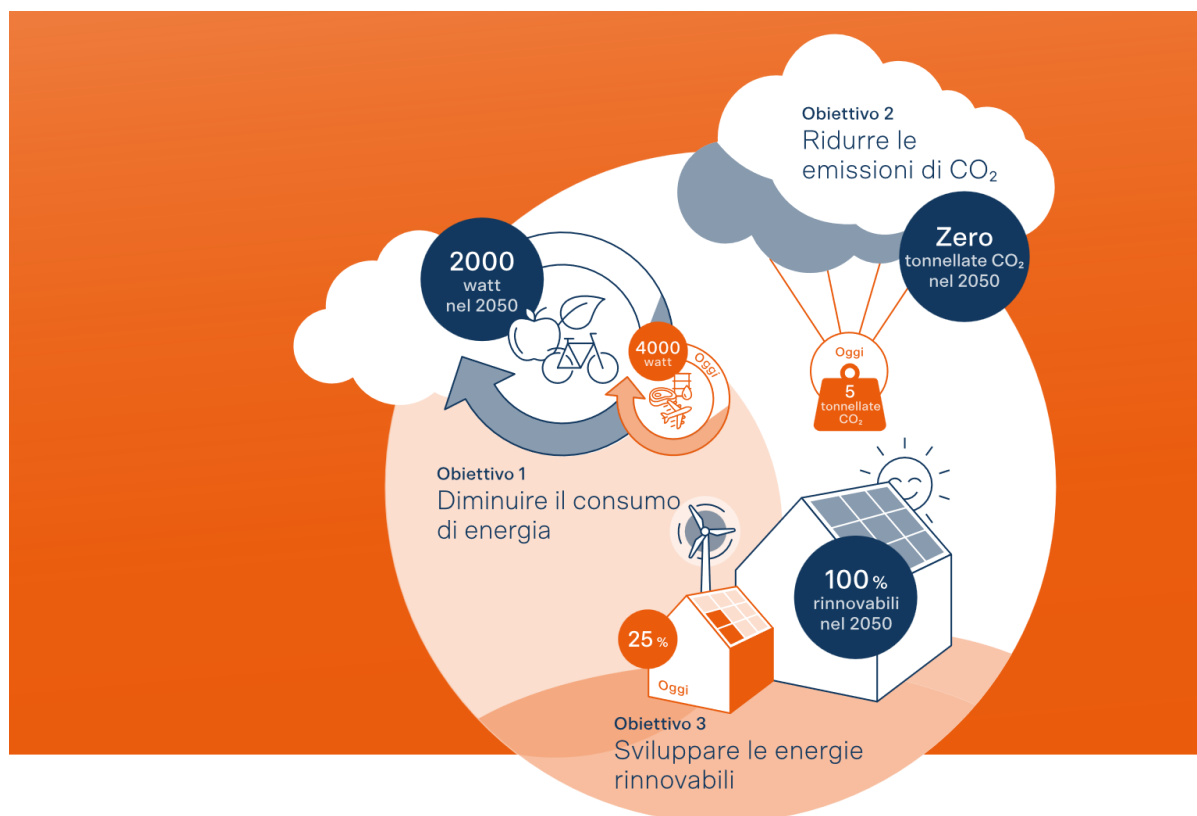 Obiettivo 2
Ridurre le
emissioni di CO₂
Zero
tonnellate CO₂
nel 2050
Oggi
5
tonnellate
CO₂
2000
watt
nel 2050
4000
watt
Oggi
Obiettivo 1
Diminuire il consumo
di energia
100 %
rinnovabili
nel 2050
25 %
Oggi
Obiettivo 3
Sviluppare le energie
rinnovabili